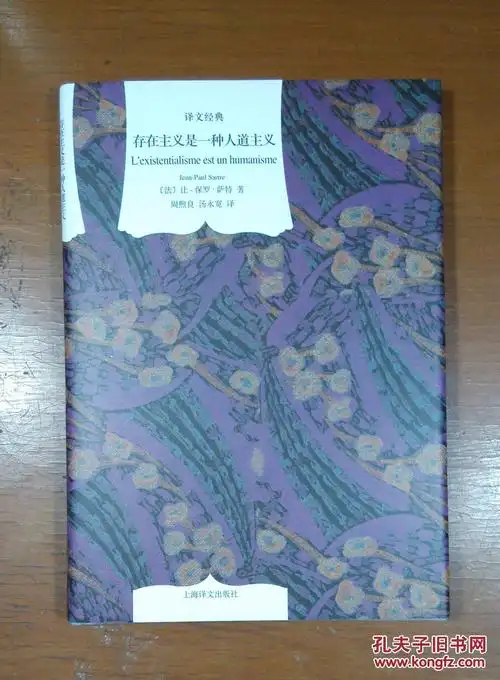 译文经典
存在主义是一种人道主义
L'existentialisme est un humanisme
Jean-Paul Sartre
〔法〕让-保罗·萨特 著
周煦良 汤永宽 译
上海译文出版社
孔夫子旧书网
www.kongfz.com